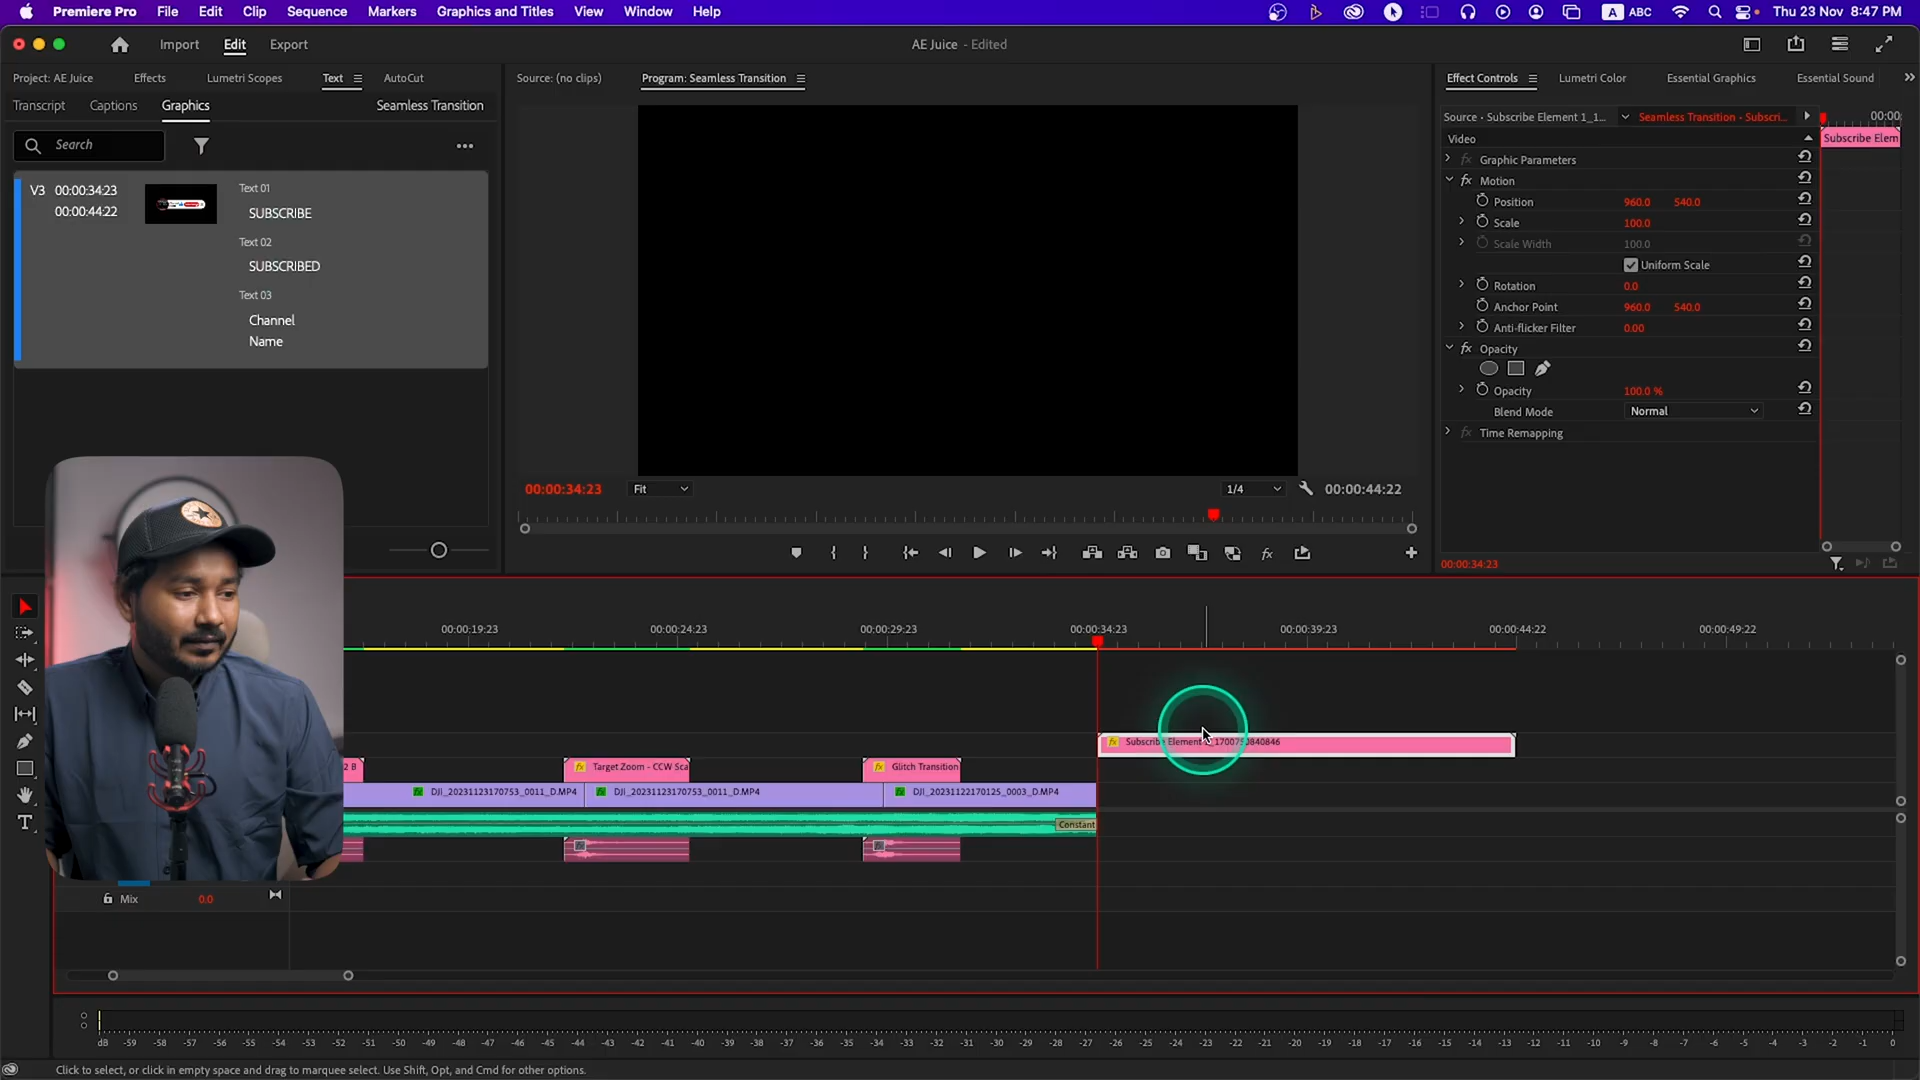 Premiere Pro File Edit Clip Sequence Markers Graphics and Titles View Window Help A ABC Thu 23 Nov 8:47 PM
Import Edit Export AE Juice - Edited
Project: AE Juice Effects Lumetri Scopes Text AutoCut
Source: (no clips) Program: Seamless Transition
Effect Controls Lumetri Color Essential Graphics Essential Sound
Transcript Captions Graphics Seamless Transition
Search
V3 00:00:34:23
00:00:44:22
Text 01
SUBSCRIBE
Text 02
SUBSCRIBED
Text 03
Channel
Name
Source - Subscribe Element 1_1... Seamless Transition - Subscri... 00:00:
Video Subscribe Elem
fx Graphic Parameters
fx Motion
Position 960.0 540.0
Scale 100.0
Scale Width 100.0
Uniform Scale
Rotation 0.0
Anchor Point 960.0 540.0
Anti-flicker Filter 0.00
fx Opacity
Opacity 100.0 %
Blend Mode Normal
fx Time Remapping
00:00:34:23
00:00:34:23 Fit 1/4 00:00:44:22
fx
00:00:19:23 00:00:24:23 00:00:29:23 00:00:34:23 00:00:39:23 00:00:44:22 00:00:49:22
fx Subscribe Element
2 B fx Target Zoom - CCW Sca fx Glitch Transition
fx DJI_20231123170753_0011_D.MP4 fx DJI_20231123170753_0011_D.MP4 fx DJI_20231122170125_0003_D.MP4
Constant
Mix 0.0
dB -59 -56 -55 -54 -53 -52 -51 -50 -49 -48 -47 -46 -45 -44 -43 -42 -41 -40 -39 -38 -37 -36 -35 -34 -33 -32 -31 -30 -29 -28 -27 -26 -25 -24 -23 -22 -21 -20 -19 -18 -17 -16 -15 -14 -13 -12 -11 -10 -9 -8 -7 -6 -5 -4 -3 -2 -1 0
Click to select, or click in empty space and drag to marquee select. Use Shift, Opt, and Cmd for other options.